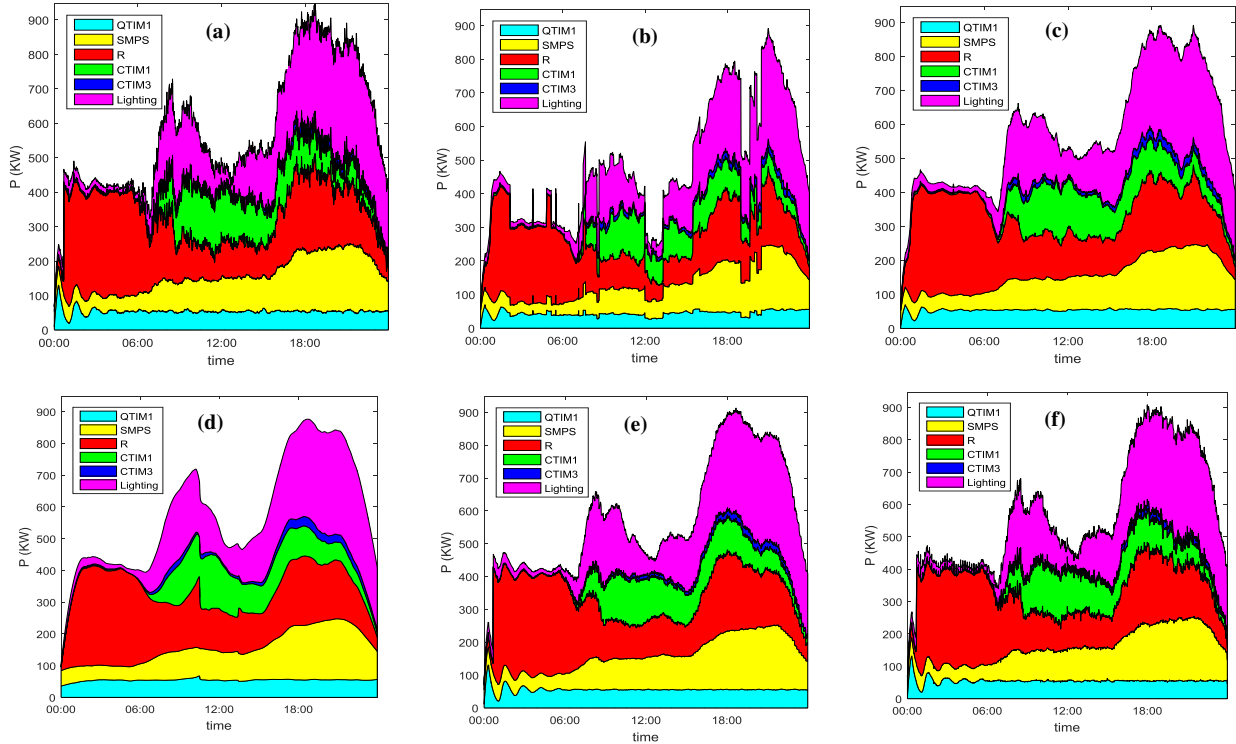 (a)
QTIM1
SMPS
R
CTIM1
CTIM3
Lighting
P (KW)
900
800
700
600
500
400
300
200
100
0
00:00 06:00 12:00 18:00
time
(b)
QTIM1
SMPS
R
CTIM1
CTIM3
Lighting
P (KW)
900
800
700
600
500
400
300
200
100
0
00:00 06:00 12:00 18:00
time
(c)
QTIM1
SMPS
R
CTIM1
CTIM3
Lighting
P (KW)
900
800
700
600
500
400
300
200
100
0
00:00 06:00 12:00 18:00
time
(d)
QTIM1
SMPS
R
CTIM1
CTIM3
Lighting
P (KW)
900
800
700
600
500
400
300
200
100
0
00:00 06:00 12:00 18:00
time
(e)
QTIM1
SMPS
R
CTIM1
CTIM3
Lighting
P (KW)
900
800
700
600
500
400
300
200
100
0
00:00 06:00 12:00 18:00
time
(f)
QTIM1
SMPS
R
CTIM1
CTIM3
Lighting
P (KW)
900
800
700
600
500
400
300
200
100
0
00:00 06:00 12:00 18:00
time